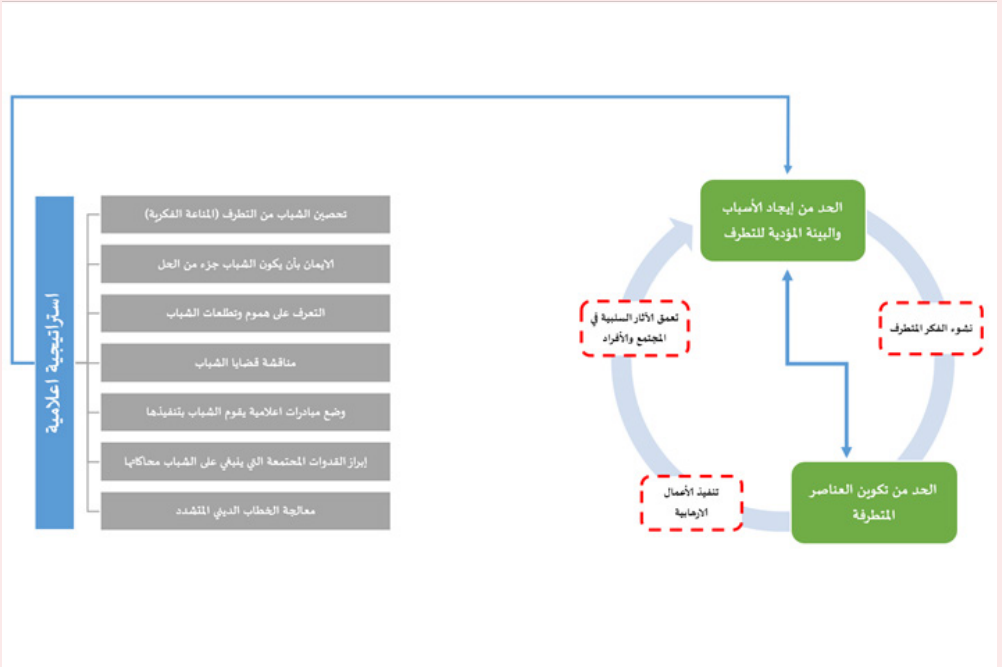 الحد من إيجاد الأسباب
والبيئة المؤدية للتطرف
نشوء الفكر المتطرف
الحد من تكوين العناصر
المتطرفة
تنفيذ الأعمال
الارهابية
تعمق الآثار السلبية في
المجتمع والأفراد
استراتيجية اعلامية
تحصين الشباب من التطرف (المناعة الفكرية)
الايمان بأن يكون الشباب جزء من الحل
التعرف على هموم وتطلعات الشباب
مناقشة قضايا الشباب
وضع مبادرات اعلامية يقوم الشباب بتنفيذها
إبراز القدوات المجتمعة التي ينبغي على الشباب محاكاتها
معالجة الخطاب الديني المتشدد